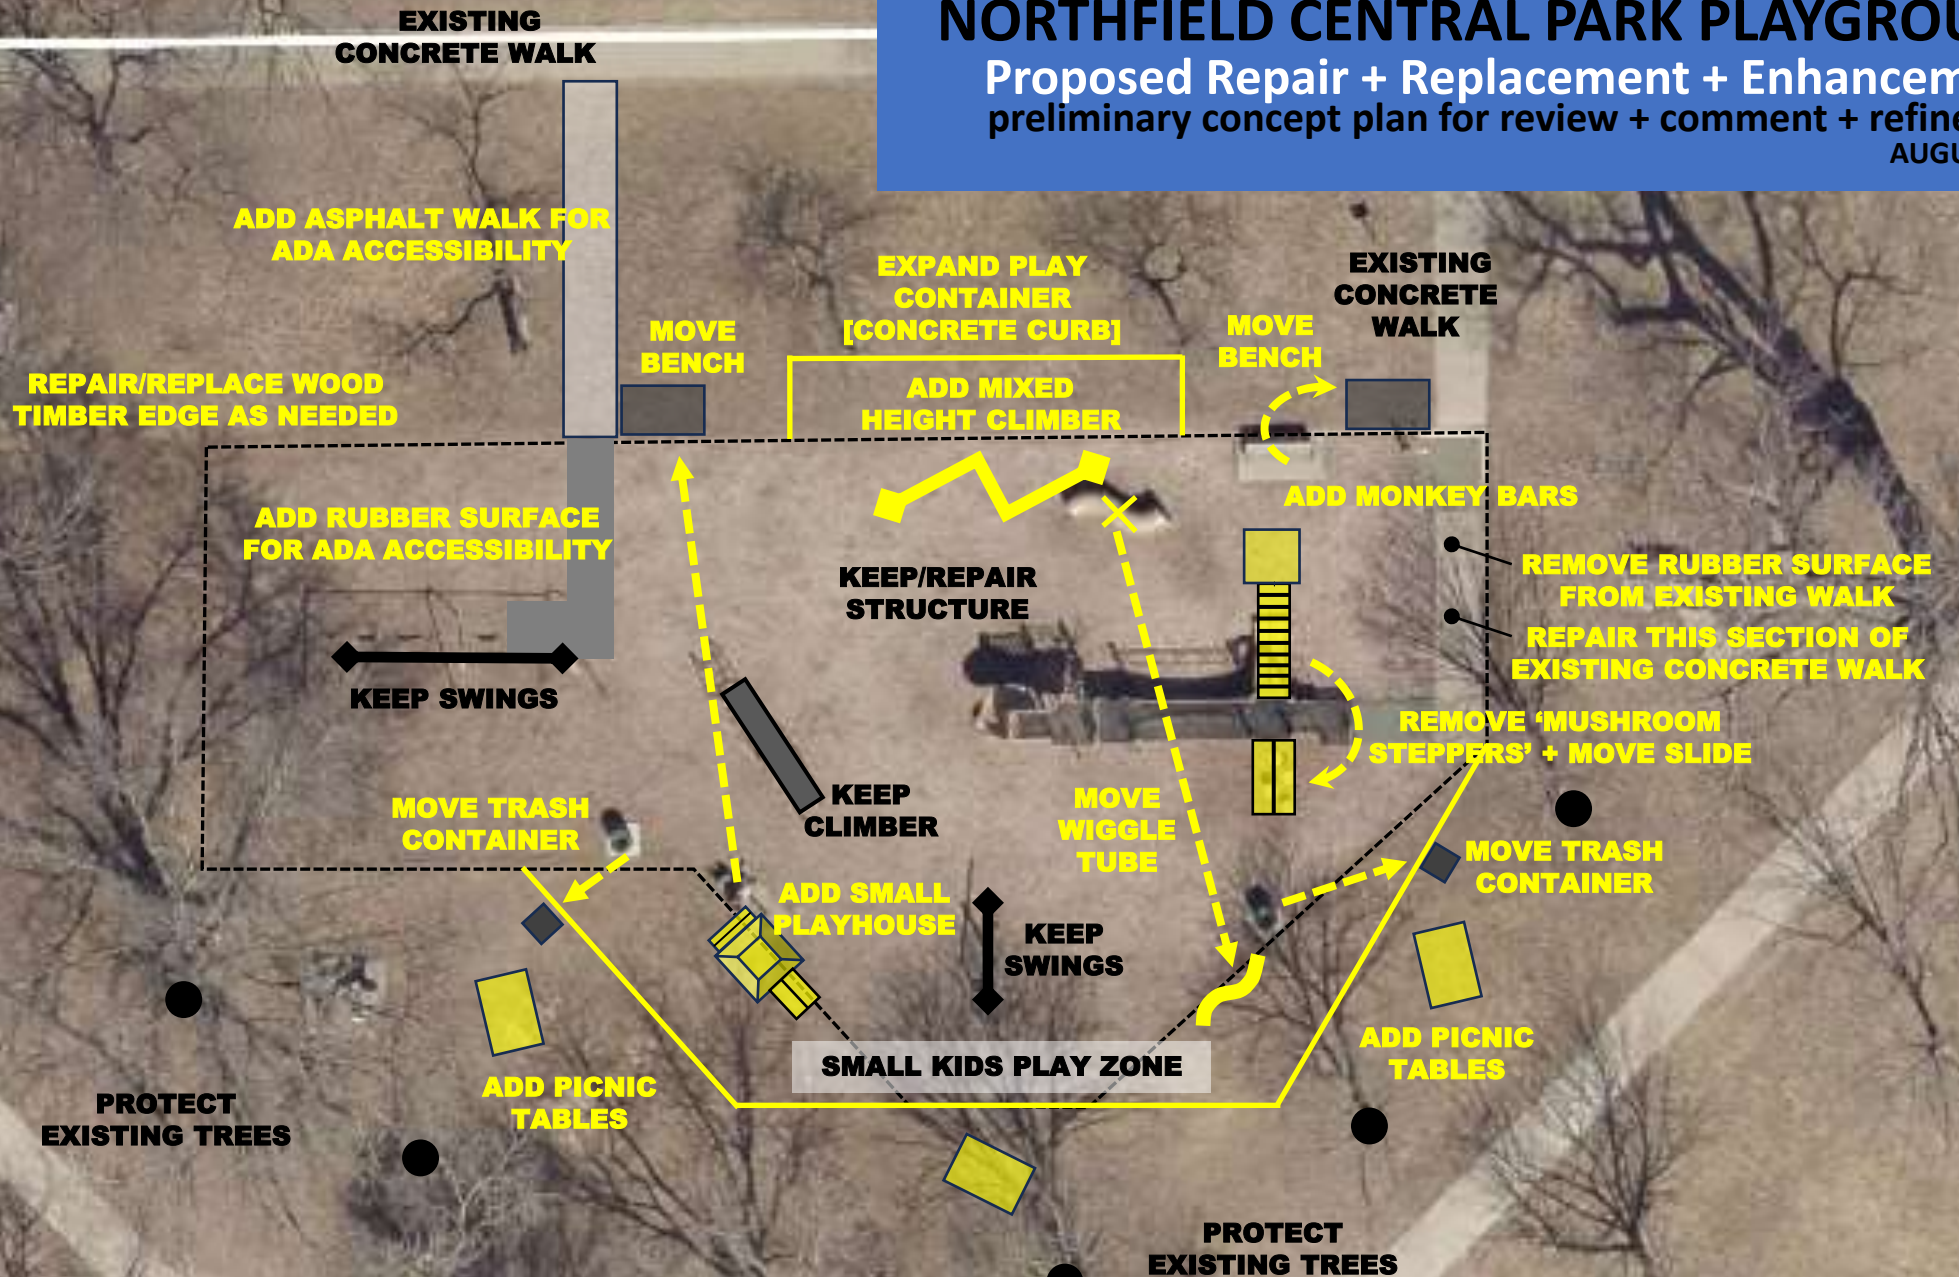 EXISTING
CONCRETE WALK
NORTHFIELD CENTRAL PARK
Proposed Repair + Replacement +
preliminary concept plan for review + comment +
ADD ASPHALT WALK FOR
ADA ACCESSIBILITY
EXPAND PLAY
CONTAINER
[CONCRETE CURB]
EXISTING
CONCRETE
WALK
MOVE
BENCH
MOVE
BENCH
REPAIR/REPLACE WOOD
TIMBER EDGE AS NEEDED
ADD MIXED
HEIGHT CLIMBER
ADD MONKEY BARS
ADD RUBBER SURFACE
FOR ADA ACCESSIBILITY
KEEP/REPAIR
STRUCTURE
REMOVE RUBBER SURFACE
FROM EXISTING WALK
REPAIR THIS SECTION OF
EXISTING CONCRETE WALK
KEEP SWINGS
REMOVE ‘MUSHROOM
STEPPERS’ + MOVE SLIDE
MOVE TRASH
CONTAINER
KEEP
CLIMBER
MOVE
WIGGLE
TUBE
MOVE TRASH
CONTAINER
ADD SMALL
PLAYHOUSE
KEEP
SWINGS
ADD PICNIC
TABLES
SMALL KIDS PLAY ZONE
ADD PICNIC
TABLES
PROTECT
EXISTING TREES
PROTECT
EXISTING TREES